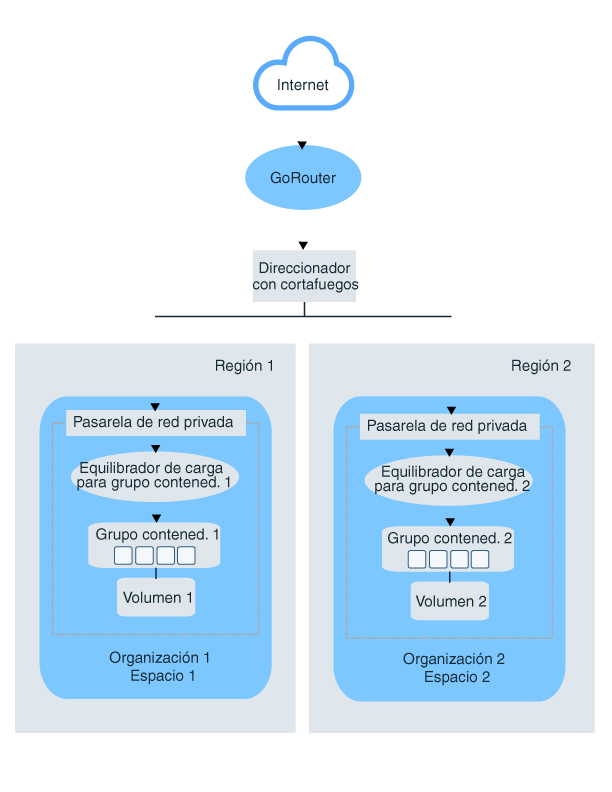 Internet
GoRouter
Direccionador
con cortafuegos
Región 1
Pasarela de red privada
Equilibrador de carga
para grupo contened. 1
Grupo contened. 1
Volumen 1
Organización 1
Espacio 1
Región 2
Pasarela de red privada
Equilibrador de carga
para grupo contened. 2
Grupo contened. 2
Volumen 2
Organización 2
Espacio 2